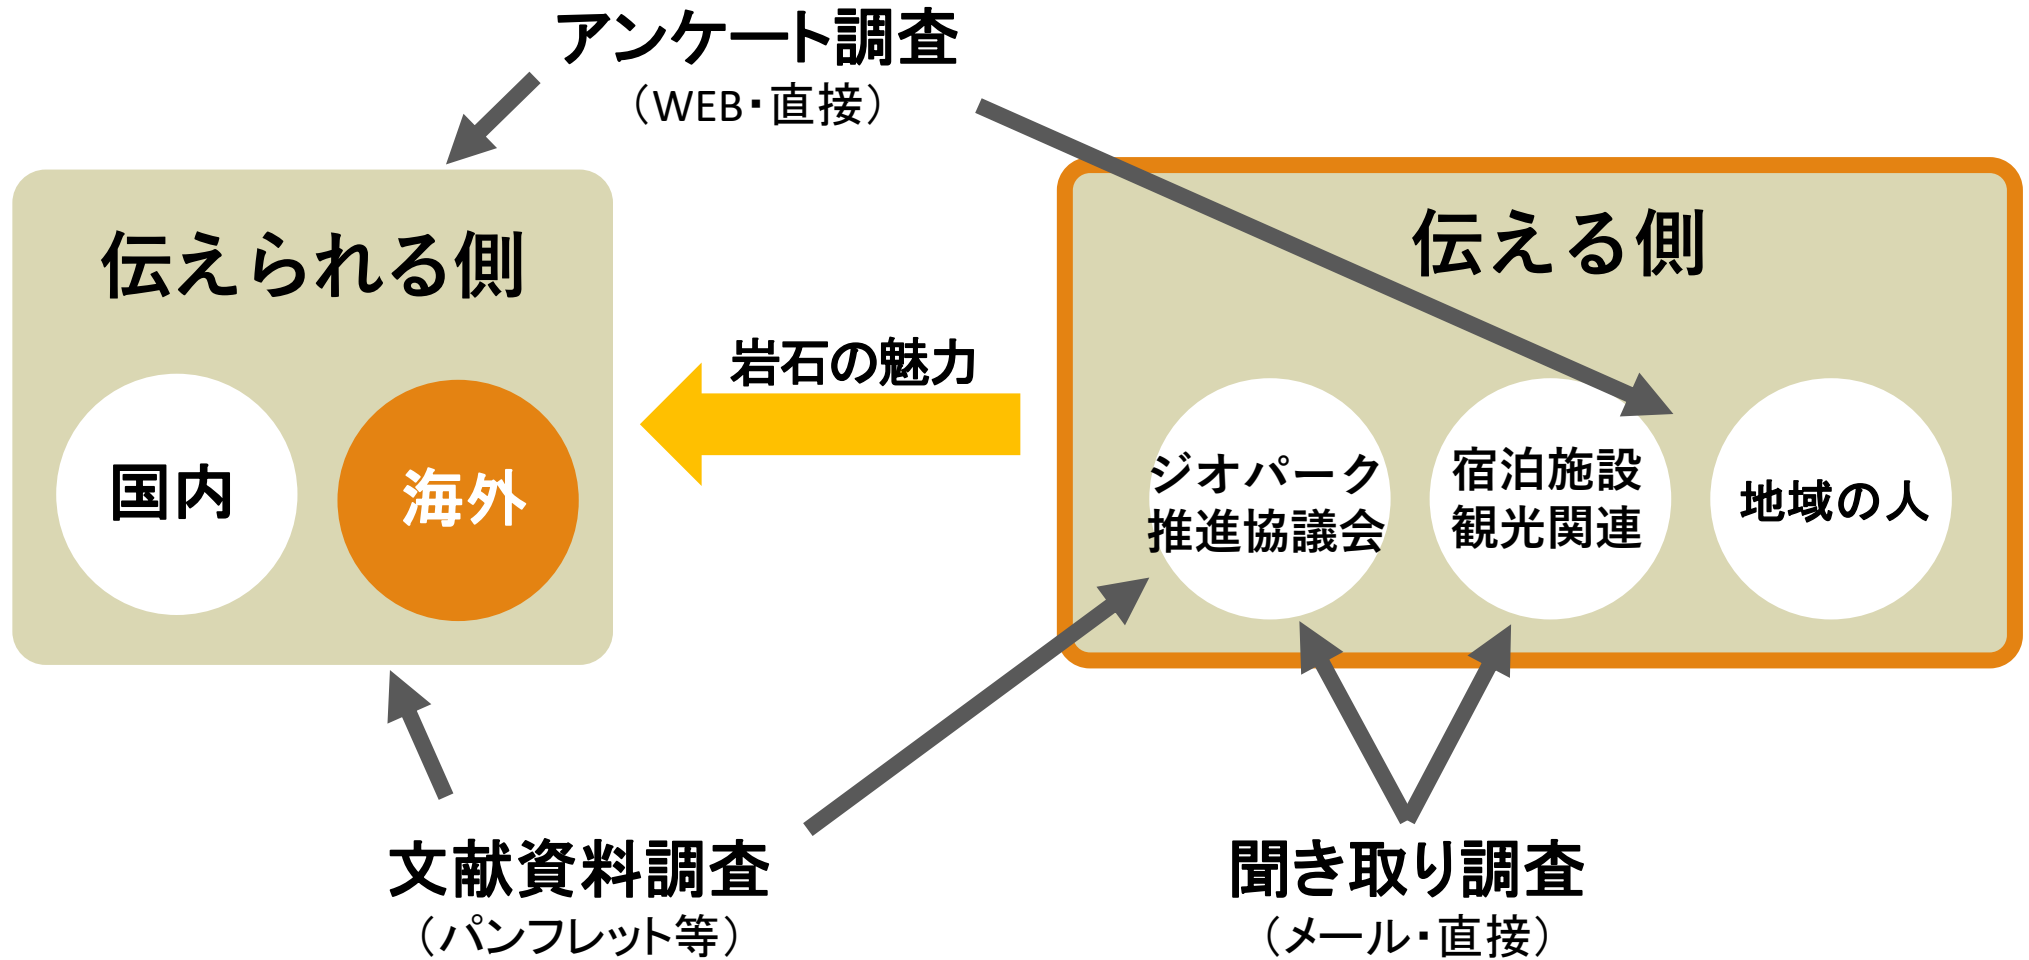 アンケート調査
（WEB・直接）
伝えられる側
国内
海外
岩石の魅力
伝える側
ジオパーク
推進協議会
宿泊施設
観光関連
地域の人
文献資料調査
（パンフレット等）
聞き取り調査
（メール・直接）